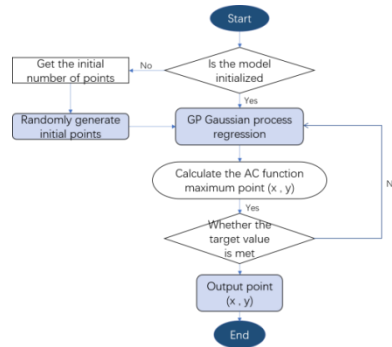 Start
Get the initial
number of points
No
Is the model
initialized
Yes
Randomly generate
initial points
GP Gaussian process
regression
Calculate the AC function
maximum point (x , y)
Yes
Whether the
target value
is met
N
Output point
(x , y)
End